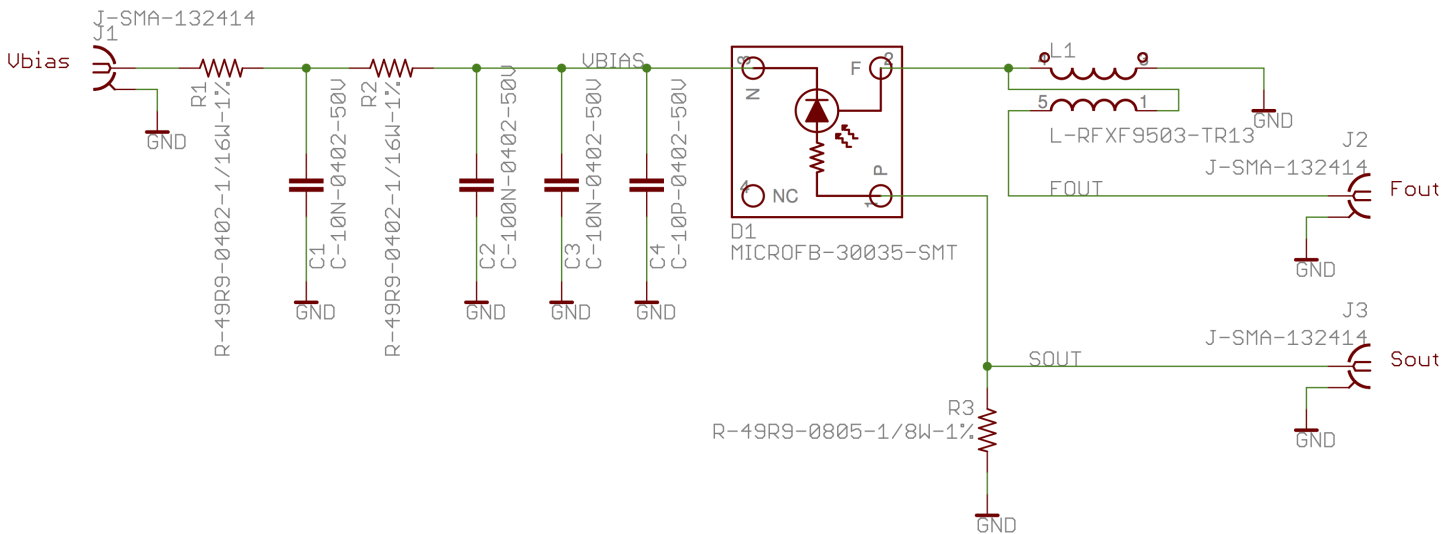 J-SMA-132414
J1
Vbias
GND
R1
R-49R9-0402-1/16W-1%
C1
C-10N-0402-50V
GND
R2
R-49R9-0402-1/16W-1%
C2
C-100N-0402-50V
GND
C3
C-10N-0402-50V
GND
VBIAS
C4
C-10P-0402-50V
GND
3
N
F
2
P
1
4
NC
D1
MICROFB-30035-SMT
L1
4
3
5
1
L-RFXF9503-TR13
GND
J2
J-SMA-132414
FOUT
Fout
GND
J3
J-SMA-132414
SOUT
Sout
GND
R3
R-49R9-0805-1/8W-1%
GND